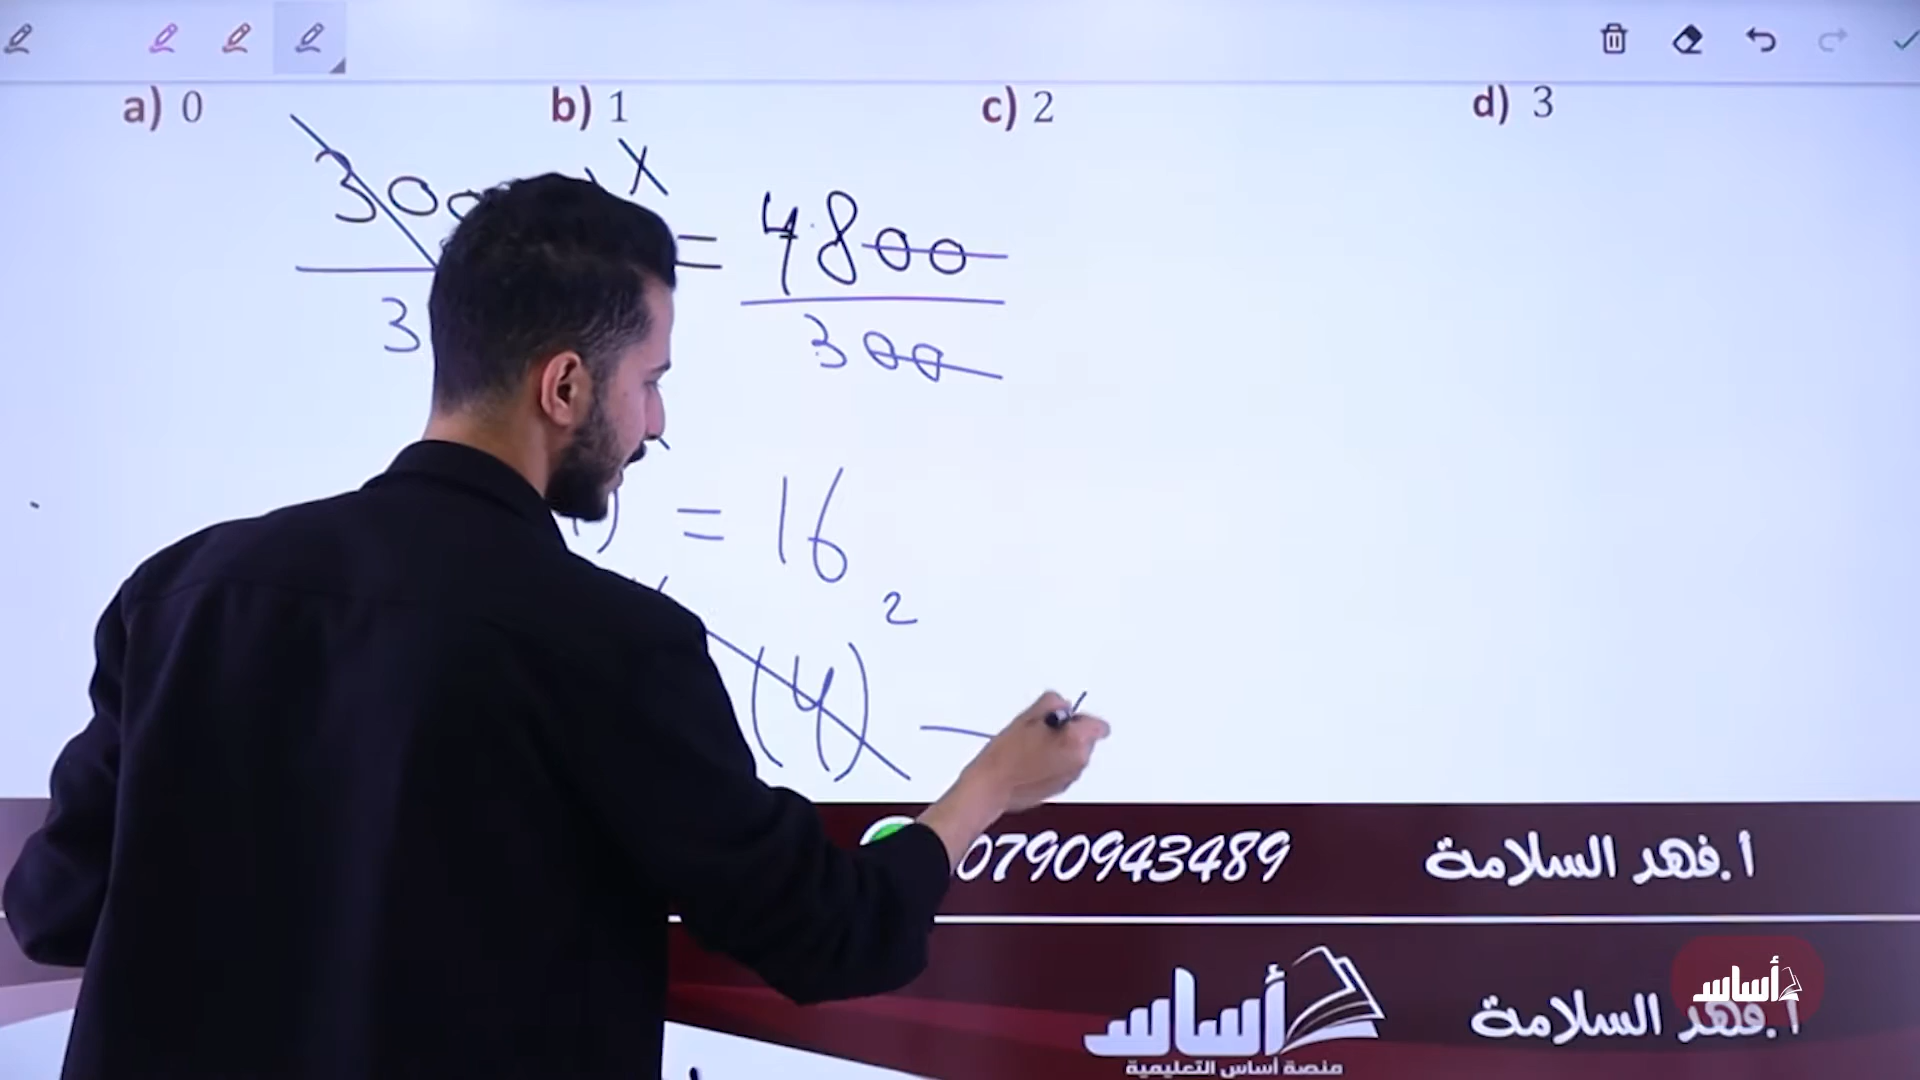 a) 0 b) 1 c) 2 d) 3
x
= 4800
3 300
= 16
(4) 2
0790943489 أ.فهد السلامة
أساس
منصة أساس التعليمية
أ.فهد السلامة
أساس